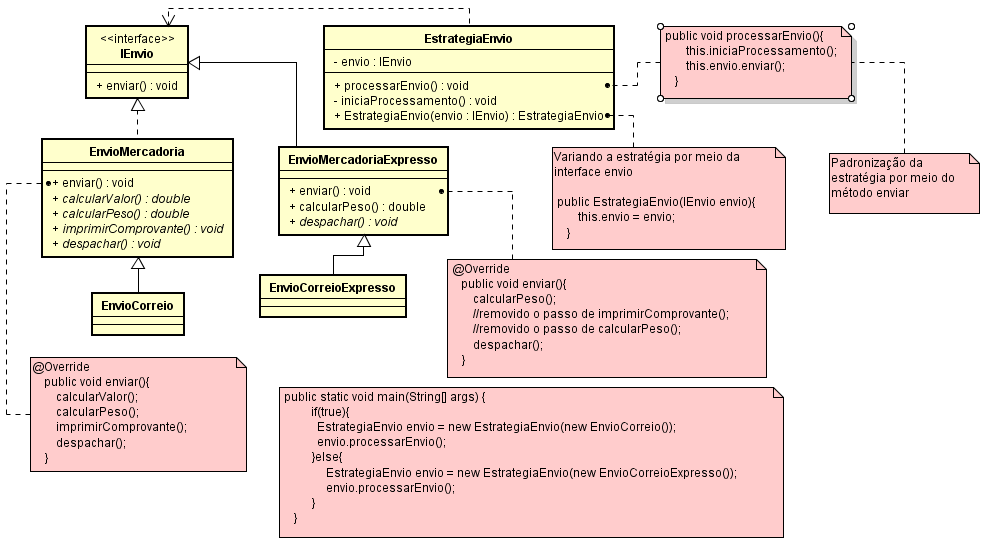 <<interface>>
IEnvio
+ enviar() : void
EstrategiaEnvio
- envio : IEnvio
+ processarEnvio() : void
- iniciaProcessamento() : void
+ EstrategiaEnvio(envio : IEnvio) : EstrategiaEnvio
public void processarEnvio(){
this.iniciaProcessamento();
this.envio.enviar();
}
EnvioMercadoria
+ enviar() : void
+ calcularValor() : double
+ calcularPeso() : double
+ imprimirComprovante() : void
+ despachar() : void
EnvioMercadoriaExpresso
+ enviar() : void
+ calcularPeso() : double
+ despachar() : void
Variando a estratégia por meio da
interface envio
public EstrategiaEnvio(IEnvio envio){
this.envio = envio;
}
Padronização da
estratégia por meio do
método enviar
EnvioCorreio
EnvioCorreioExpresso
@Override
public void enviar(){
calcularPeso();
//removido o passo de imprimirComprovante();
//removido o passo de calcularPeso();
despachar();
}
@Override
public void enviar(){
calcularValor();
calcularPeso();
imprimirComprovante();
despachar();
}
public static void main(String[] args) {
if(true){
EstrategiaEnvio envio = new EstrategiaEnvio(new EnvioCorreio());
envio.processarEnvio();
}else{
EstrategiaEnvio envio = new EstrategiaEnvio(new EnvioCorreioExpresso());
envio.processarEnvio();
}
}